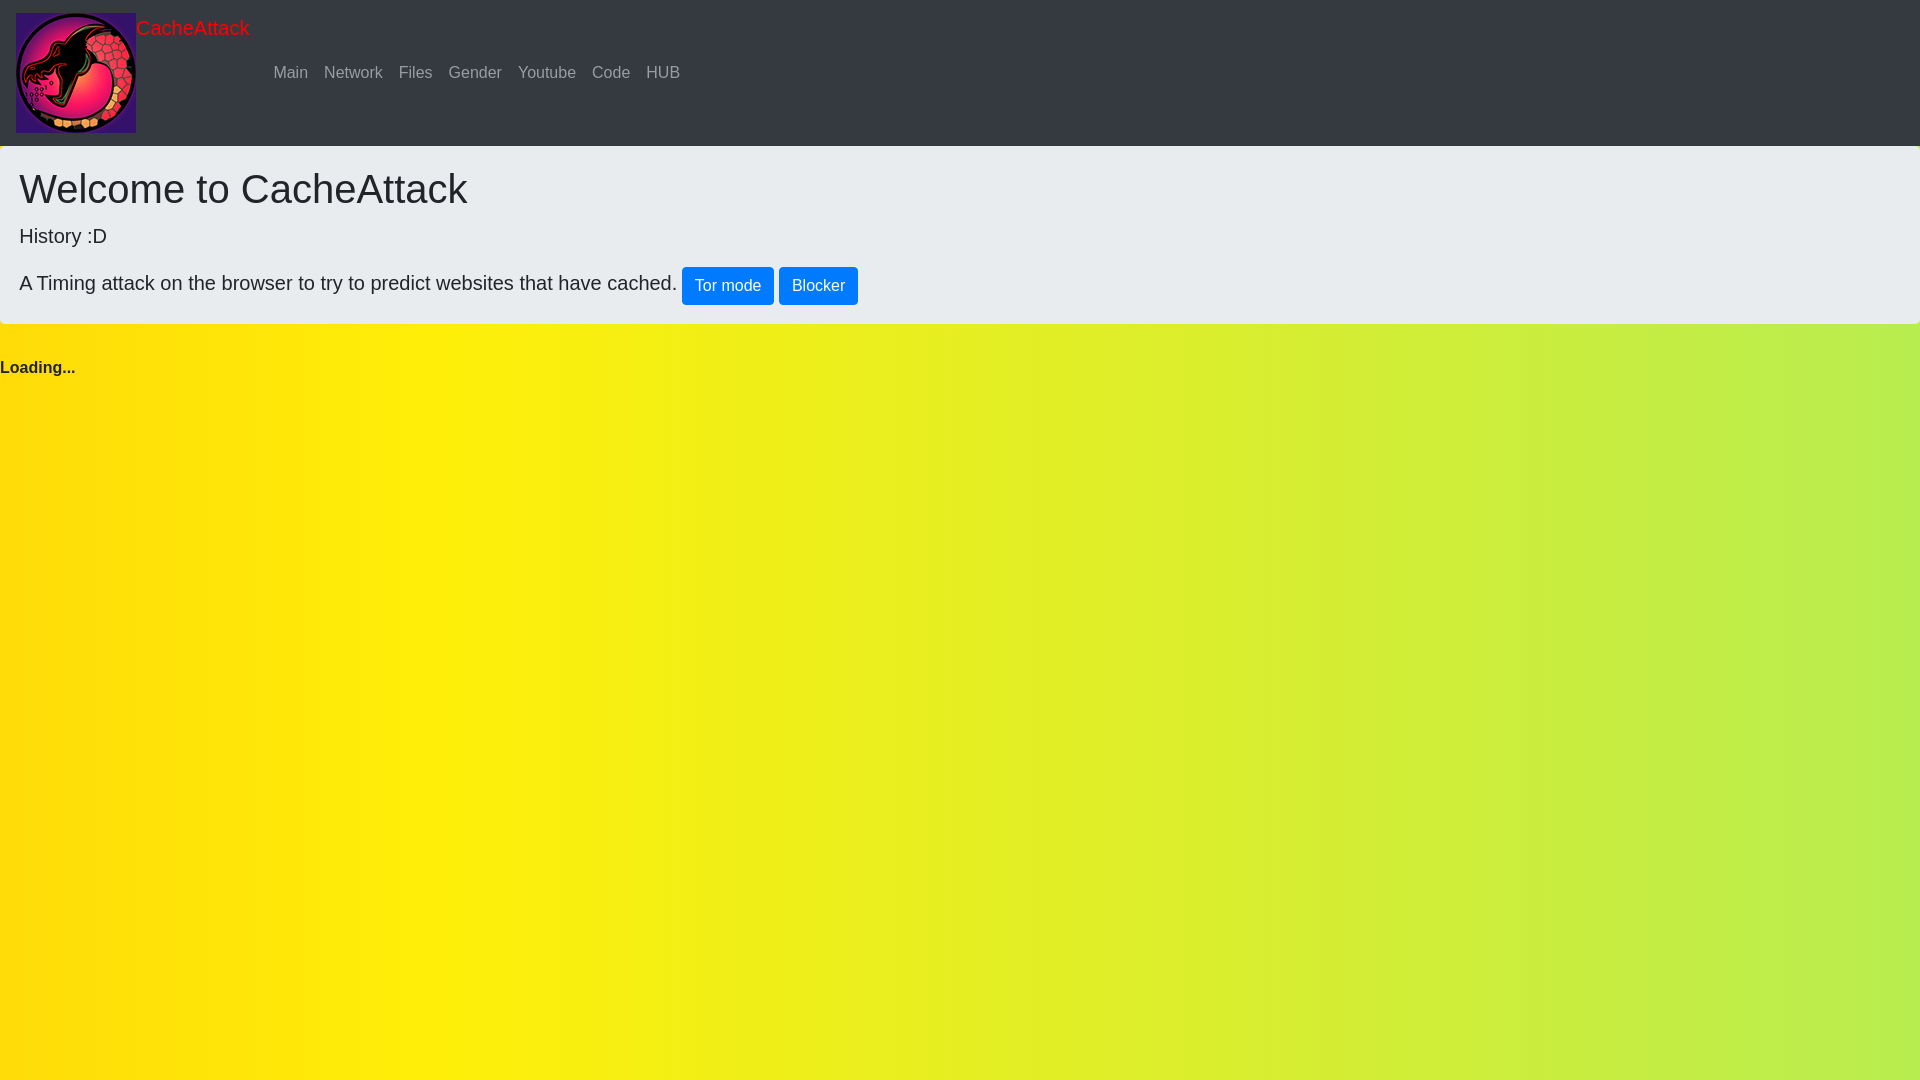 CacheAttack
Main Network Files Gender Youtube Code HUB
Welcome to CacheAttack
History :D
A Timing attack on the browser to try to predict websites that have cached. Tor mode Blocker
Loading...